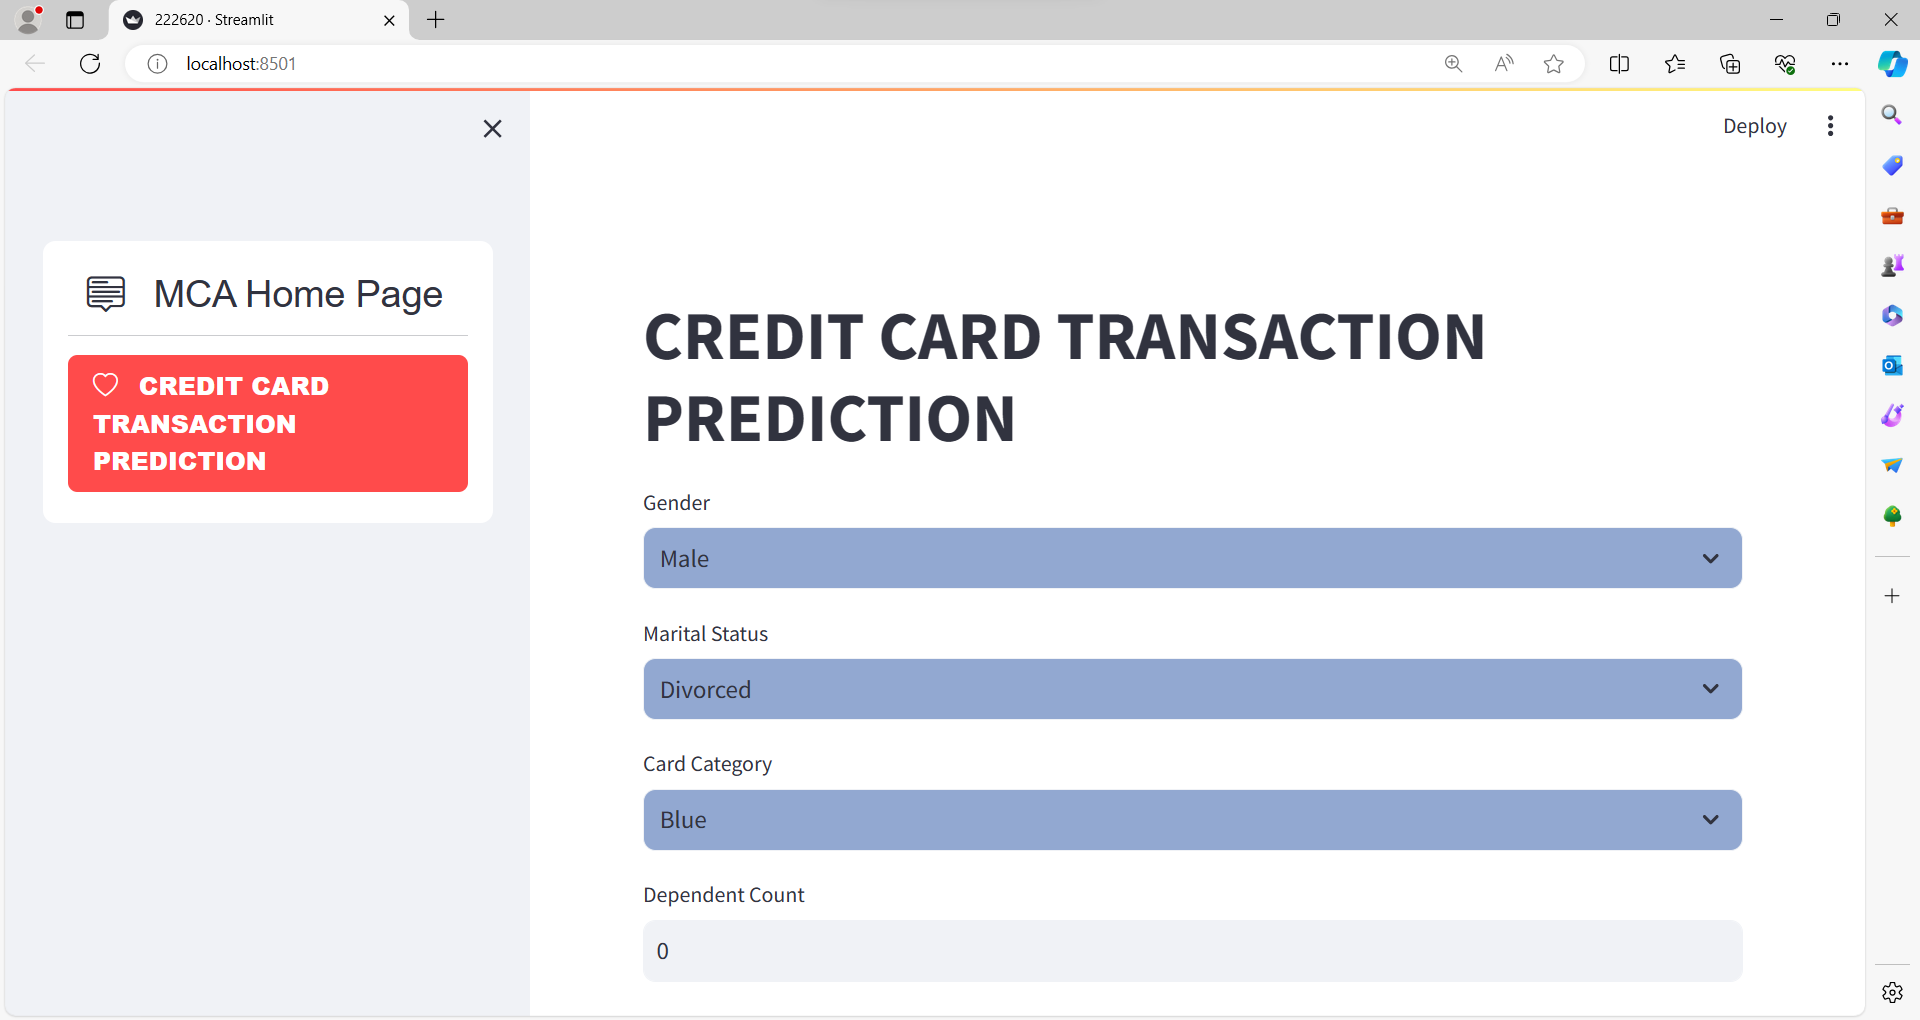 222620 · Streamlit
localhost:8501
Deploy
MCA Home Page
CREDIT CARD
TRANSACTION
PREDICTION
CREDIT CARD TRANSACTION
PREDICTION
Gender
Male
Marital Status
Divorced
Card Category
Blue
Dependent Count
0